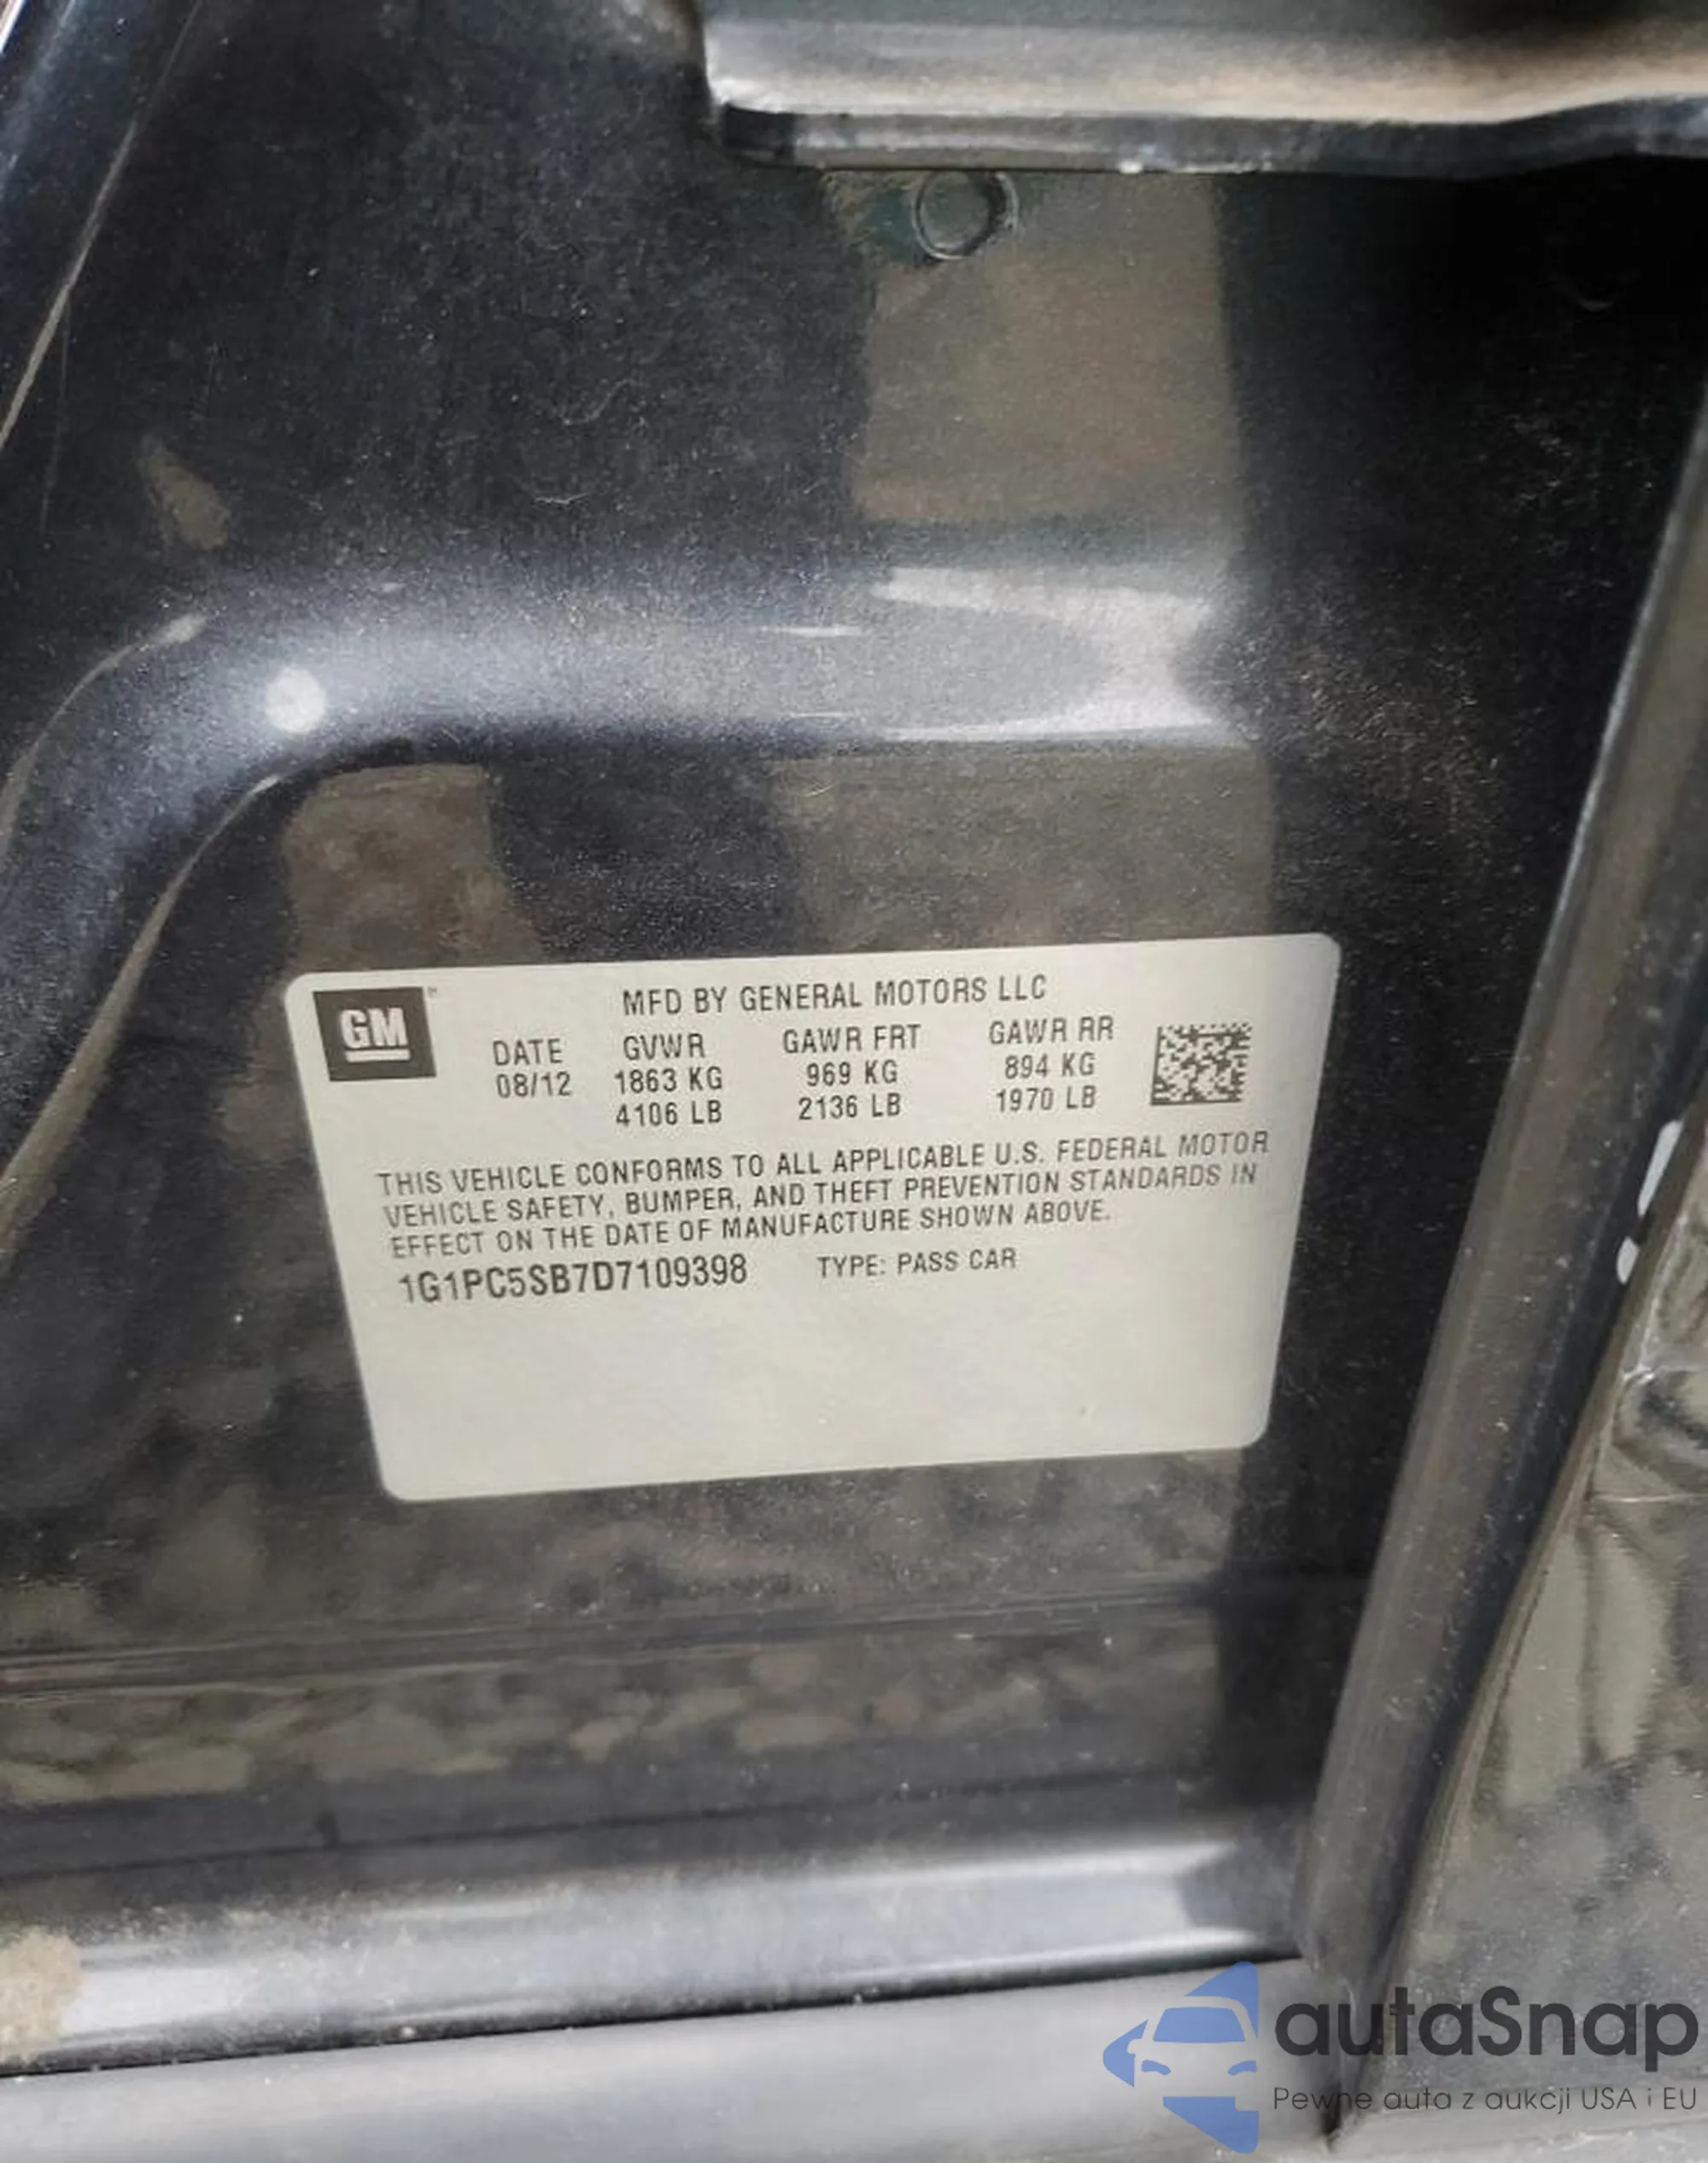 GM
MFD BY GENERAL MOTORS LLC
DATE GVWR GAWR FRT GAWR RR
08/12 1863 KG 969 KG 894 KG
4106 LB 2136 LB 1970 LB
THIS VEHICLE CONFORMS TO ALL APPLICABLE U.S. FEDERAL MOTOR
VEHICLE SAFETY, BUMPER, AND THEFT PREVENTION STANDARDS IN
EFFECT ON THE DATE OF MANUFACTURE SHOWN ABOVE.
1G1PC5SB7D7109398 TYPE: PASS CAR
autaSnap
Pewne auta z aukcji USA i EU